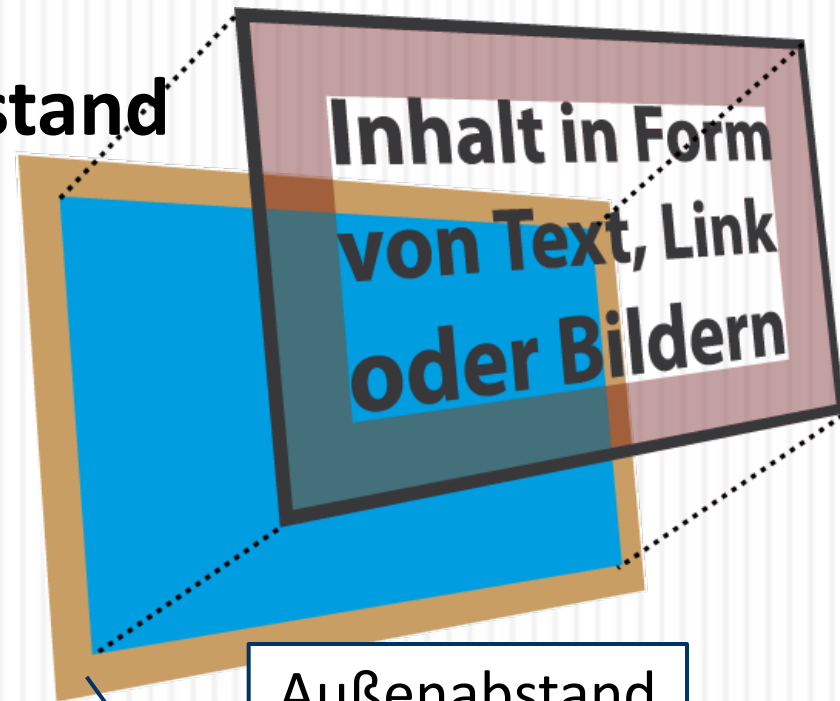 stand
Inhalt in Form
von Text, Link
oder Bildern
Außenabstand